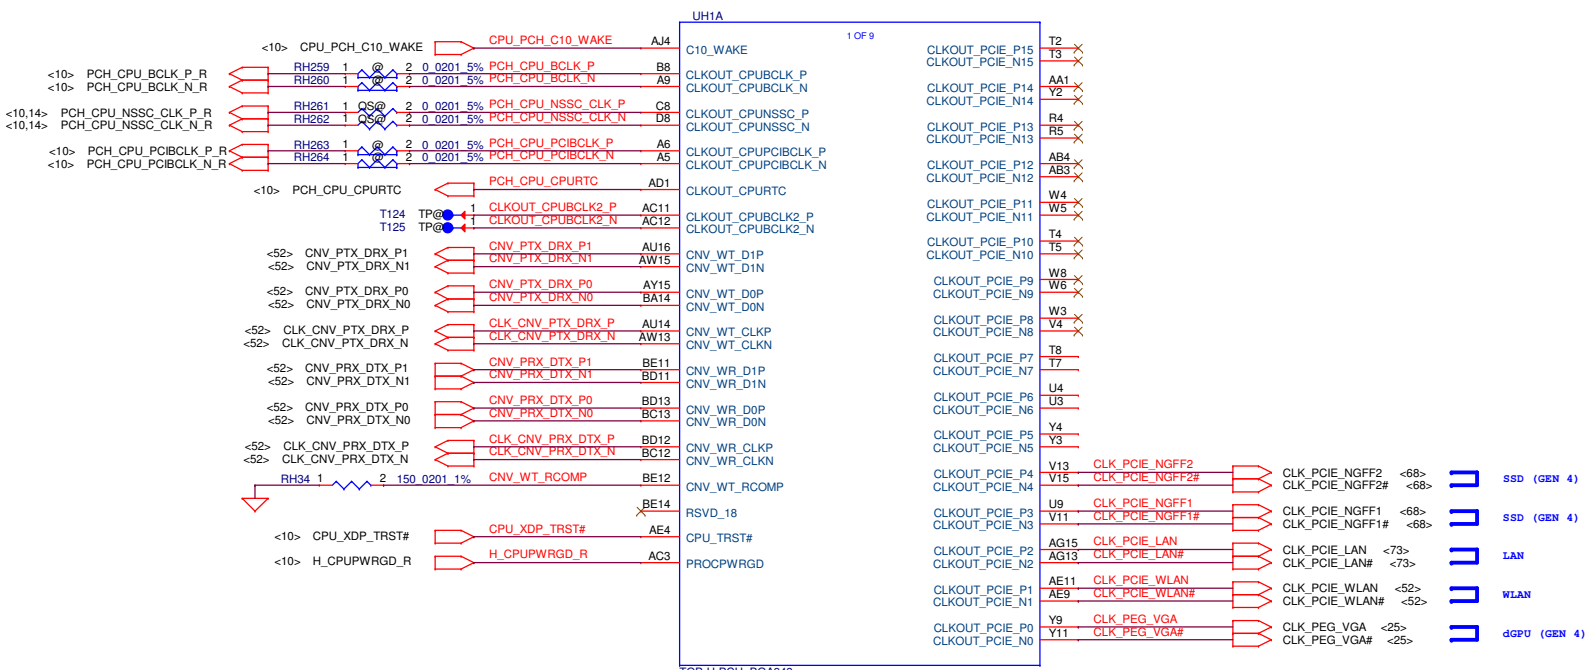 UH1A
1 OF 9
<10> CPU_PCH_C10_WAKE CPU_PCH_C10_WAKE AJ4 C10_WAKE
<10> PCH_CPU_BCLK_P_R RH259 1 @ 2 0_0201_5% PCH_CPU_BCLK_P B8 CLKOUT_CPUBCLK_P
<10> PCH_CPU_BCLK_N_R RH260 1 @ 2 0_0201_5% PCH_CPU_BCLK_N A9 CLKOUT_CPUBCLK_N
<10,14> PCH_CPU_NSSC_CLK_P_R RH261 1 QS@ 2 0_0201_5% PCH_CPU_NSSC_CLK_P C8 CLKOUT_CPUNSSC_P
<10,14> PCH_CPU_NSSC_CLK_N_R RH262 1 QS@ 2 0_0201_5% PCH_CPU_NSSC_CLK_N D8 CLKOUT_CPUNSSC_N
<10> PCH_CPU_PCIBCLK_P_R RH263 1 @ 2 0_0201_5% PCH_CPU_PCIBCLK_P A6 CLKOUT_CPUPCIBCLK_P
<10> PCH_CPU_PCIBCLK_N_R RH264 1 @ 2 0_0201_5% PCH_CPU_PCIBCLK_N A5 CLKOUT_CPUPCIBCLK_N
<10> PCH_CPU_CPURTC PCH_CPU_CPURTC AD1 CLKOUT_CPURTC
T124 TP@ 1 CLKOUT_CPUBCLK2_P AC11 CLKOUT_CPUBCLK2_P
T125 TP@ 1 CLKOUT_CPUBCLK2_N AC12 CLKOUT_CPUBCLK2_N
<52> CNV_PTX_DRX_P1 CNV_PTX_DRX_P1 AU16 CNV_WT_D1P
<52> CNV_PTX_DRX_N1 CNV_PTX_DRX_N1 AW15 CNV_WT_D1N
<52> CNV_PTX_DRX_P0 CNV_PTX_DRX_P0 AY15 CNV_WT_D0P
<52> CNV_PTX_DRX_N0 CNV_PTX_DRX_N0 BA14 CNV_WT_D0N
<52> CLK_CNV_PTX_DRX_P CLK_CNV_PTX_DRX_P AU14 CNV_WT_CLKP
<52> CLK_CNV_PTX_DRX_N CLK_CNV_PTX_DRX_N AW13 CNV_WT_CLKN
<52> CNV_PRX_DTX_P1 CNV_PRX_DTX_P1 BE11 CNV_WR_D1P
<52> CNV_PRX_DTX_N1 CNV_PRX_DTX_N1 BD11 CNV_WR_D1N
<52> CNV_PRX_DTX_P0 CNV_PRX_DTX_P0 BD13 CNV_WR_D0P
<52> CNV_PRX_DTX_N0 CNV_PRX_DTX_N0 BC13 CNV_WR_D0N
<52> CLK_CNV_PRX_DTX_P CLK_CNV_PRX_DTX_P BD12 CNV_WR_CLKP
<52> CLK_CNV_PRX_DTX_N CLK_CNV_PRX_DTX_N BC12 CNV_WR_CLKN
RH34 1 2 150_0201_1% CNV_WT_RCOMP BE12 CNV_WT_RCOMP
BE14 RSVD_18
<10> CPU_XDP_TRST# CPU_XDP_TRST# AE4 CPU_TRST#
<10> H_CPUPWRGD_R H_CPUPWRGD_R AC3 PROCPWRGD
CLKOUT_PCIE_P15 T2
CLKOUT_PCIE_N15 T3
CLKOUT_PCIE_P14 AA1
CLKOUT_PCIE_N14 Y2
CLKOUT_PCIE_P13 R4
CLKOUT_PCIE_N13 R5
CLKOUT_PCIE_P12 AB4
CLKOUT_PCIE_N12 AB3
CLKOUT_PCIE_P11 W4
CLKOUT_PCIE_N11 W5
CLKOUT_PCIE_P10 T4
CLKOUT_PCIE_N10 T5
CLKOUT_PCIE_P9 W8
CLKOUT_PCIE_N9 W6
CLKOUT_PCIE_P8 W3
CLKOUT_PCIE_N8 V4
CLKOUT_PCIE_P7 T8
CLKOUT_PCIE_N7 T7
CLKOUT_PCIE_P6 U4
CLKOUT_PCIE_N6 U3
CLKOUT_PCIE_P5 Y4
CLKOUT_PCIE_N5 Y3
CLKOUT_PCIE_P4 V13 CLK_PCIE_NGFF2 CLK_PCIE_NGFF2 <68>
CLKOUT_PCIE_N4 V15 CLK_PCIE_NGFF2# CLK_PCIE_NGFF2# <68>
SSD (GEN 4)
CLKOUT_PCIE_P3 U9 CLK_PCIE_NGFF1 CLK_PCIE_NGFF1 <68>
CLKOUT_PCIE_N3 V11 CLK_PCIE_NGFF1# CLK_PCIE_NGFF1# <68>
SSD (GEN 4)
CLKOUT_PCIE_P2 AG15 CLK_PCIE_LAN CLK_PCIE_LAN <73>
CLKOUT_PCIE_N2 AG13 CLK_PCIE_LAN# CLK_PCIE_LAN# <73>
LAN
CLKOUT_PCIE_P1 AE11 CLK_PCIE_WLAN CLK_PCIE_WLAN <52>
CLKOUT_PCIE_N1 AE9 CLK_PCIE_WLAN# CLK_PCIE_WLAN# <52>
WLAN
CLKOUT_PCIE_P0 Y9 CLK_PEG_VGA CLK_PEG_VGA <25>
CLKOUT_PCIE_N0 Y11 CLK_PEG_VGA# CLK_PEG_VGA# <25>
dGPU (GEN 4)